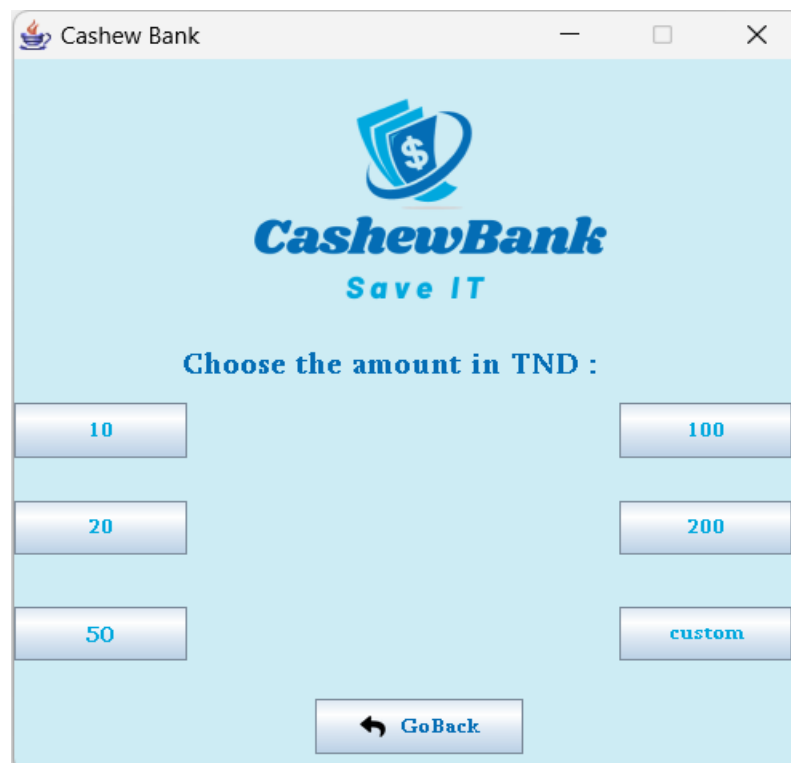 Cashew Bank
$
CashewBank
Save IT
Choose the amount in TND :
10
100
20
200
50
custom
GoBack